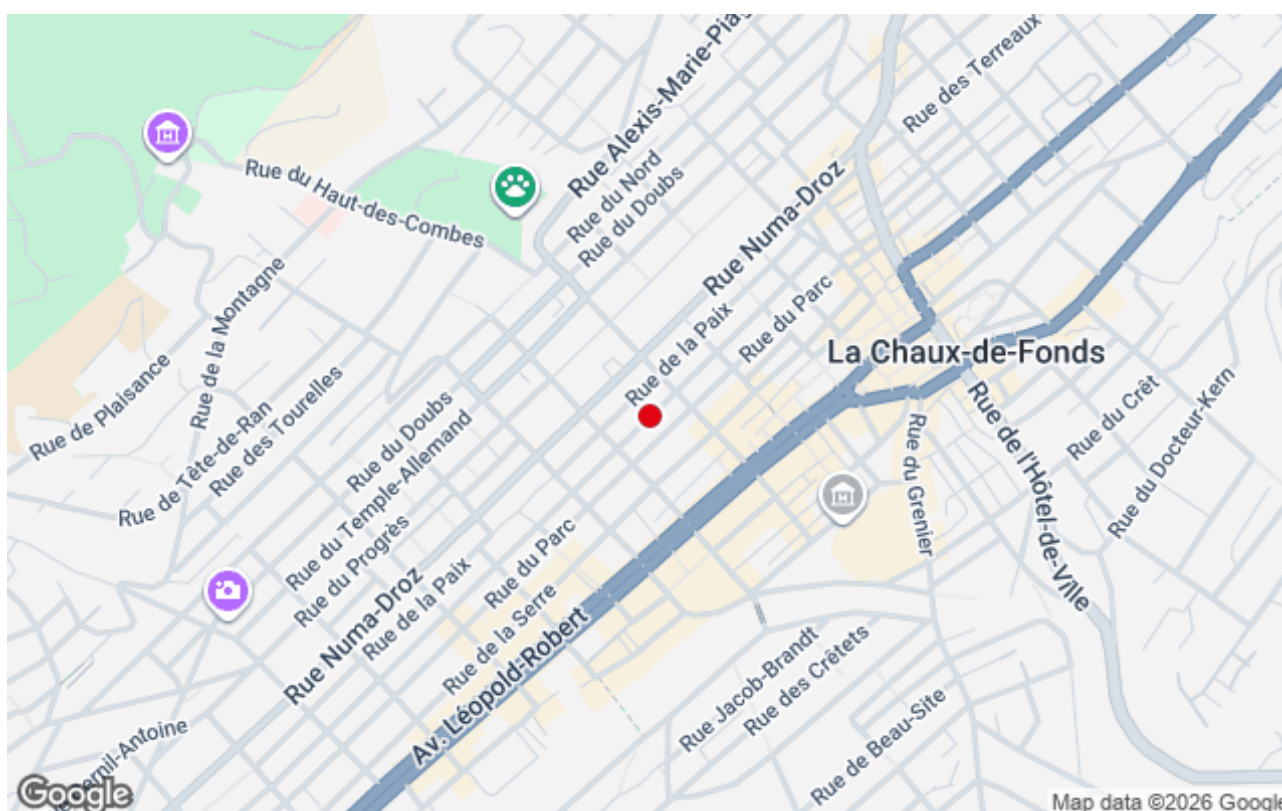 Rue Alexis-Marie-Piag
Rue des Terreaux
Rue du Haut-des-Combes
Rue du Nord
Rue du Doubs
Rue Numa-Droz
Rue de la Montagne
Rue de la Paix
Rue du Parc
La Chaux-de-Fonds
Rue de Plaisance
Rue de Tête-de-Ran
Rue des Tourelles
Rue du Doubs
Rue du Temple-Allemand
Rue du Progrès
Rue du Crêt
Rue du Docteur-Kern
Rue de l'Hôtel-de-Ville
Rue du Grenier
Rue Numa-Droz
Rue de la Paix
Rue du Parc
Rue de la Serre
Av. Léopold-Robert
Rue Jacob-Brandt
Rue des Crêtets
Rue de Beau-Site
ernil-Antoine
Google
Map data ©2026 Google